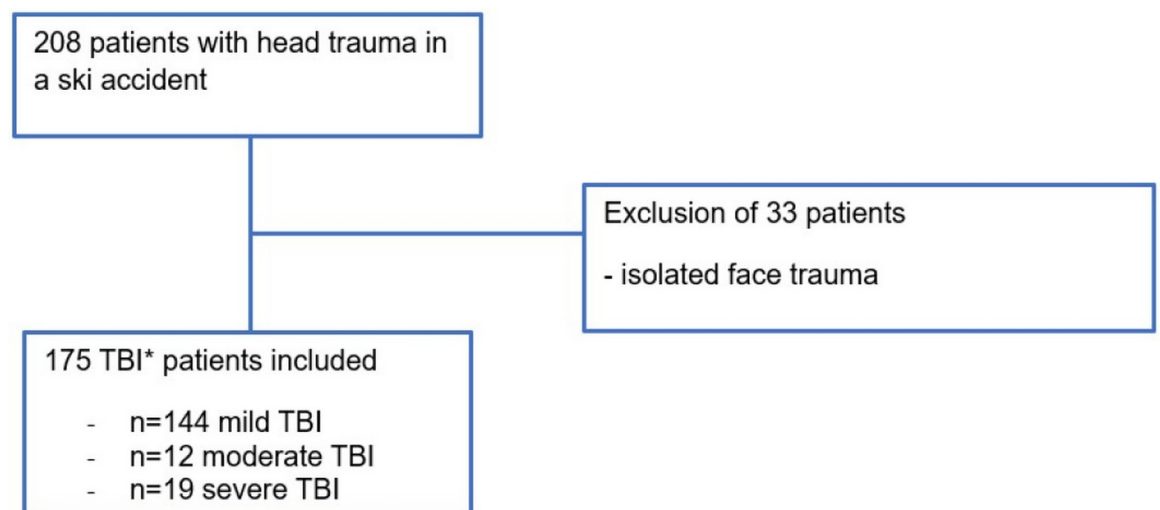 208 patients with head trauma in
a ski accident
Exclusion of 33 patients
- isolated face trauma
175 TBI* patients included
- n=144 mild TBI
- n=12 moderate TBI
- n=19 severe TBI